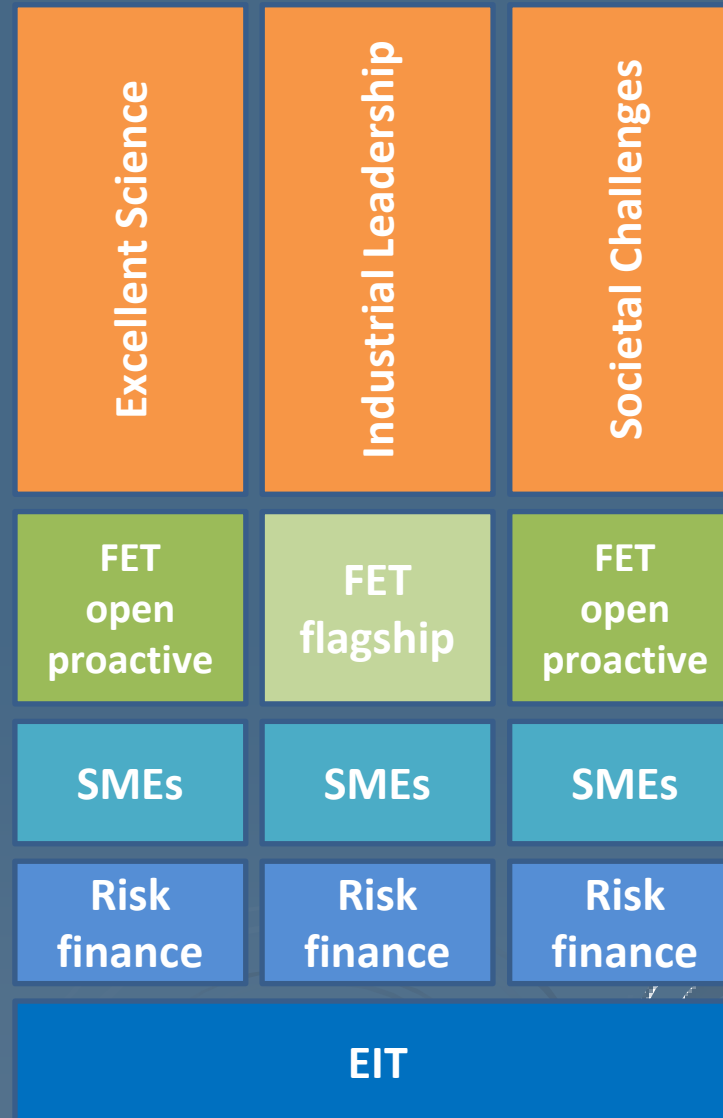 Excellent Science
Industrial Leadership
Societal Challenges
FET
open
proactive
FET
flagship
FET
open
proactive
SMEs
SMEs
SMEs
Risk
finance
Risk
finance
Risk
finance
EIT